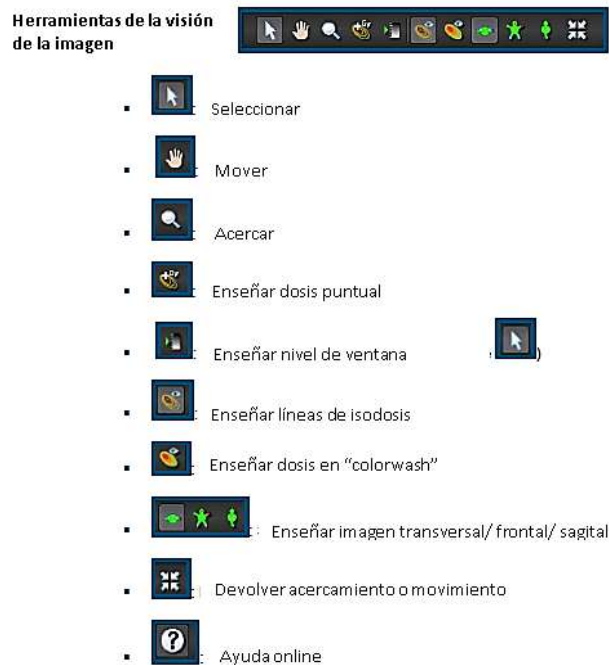 Herramientas de la visión
de la imagen
: Seleccionar
: Mover
: Acercar
: Enseñar dosis puntual
: Enseñar nivel de ventana )
: Enseñar líneas de isodosis
: Enseñar dosis en “colorwash”
: Enseñar imagen transversal/ frontal/ sagital
: Devolver acercamiento o movimiento
: Ayuda online